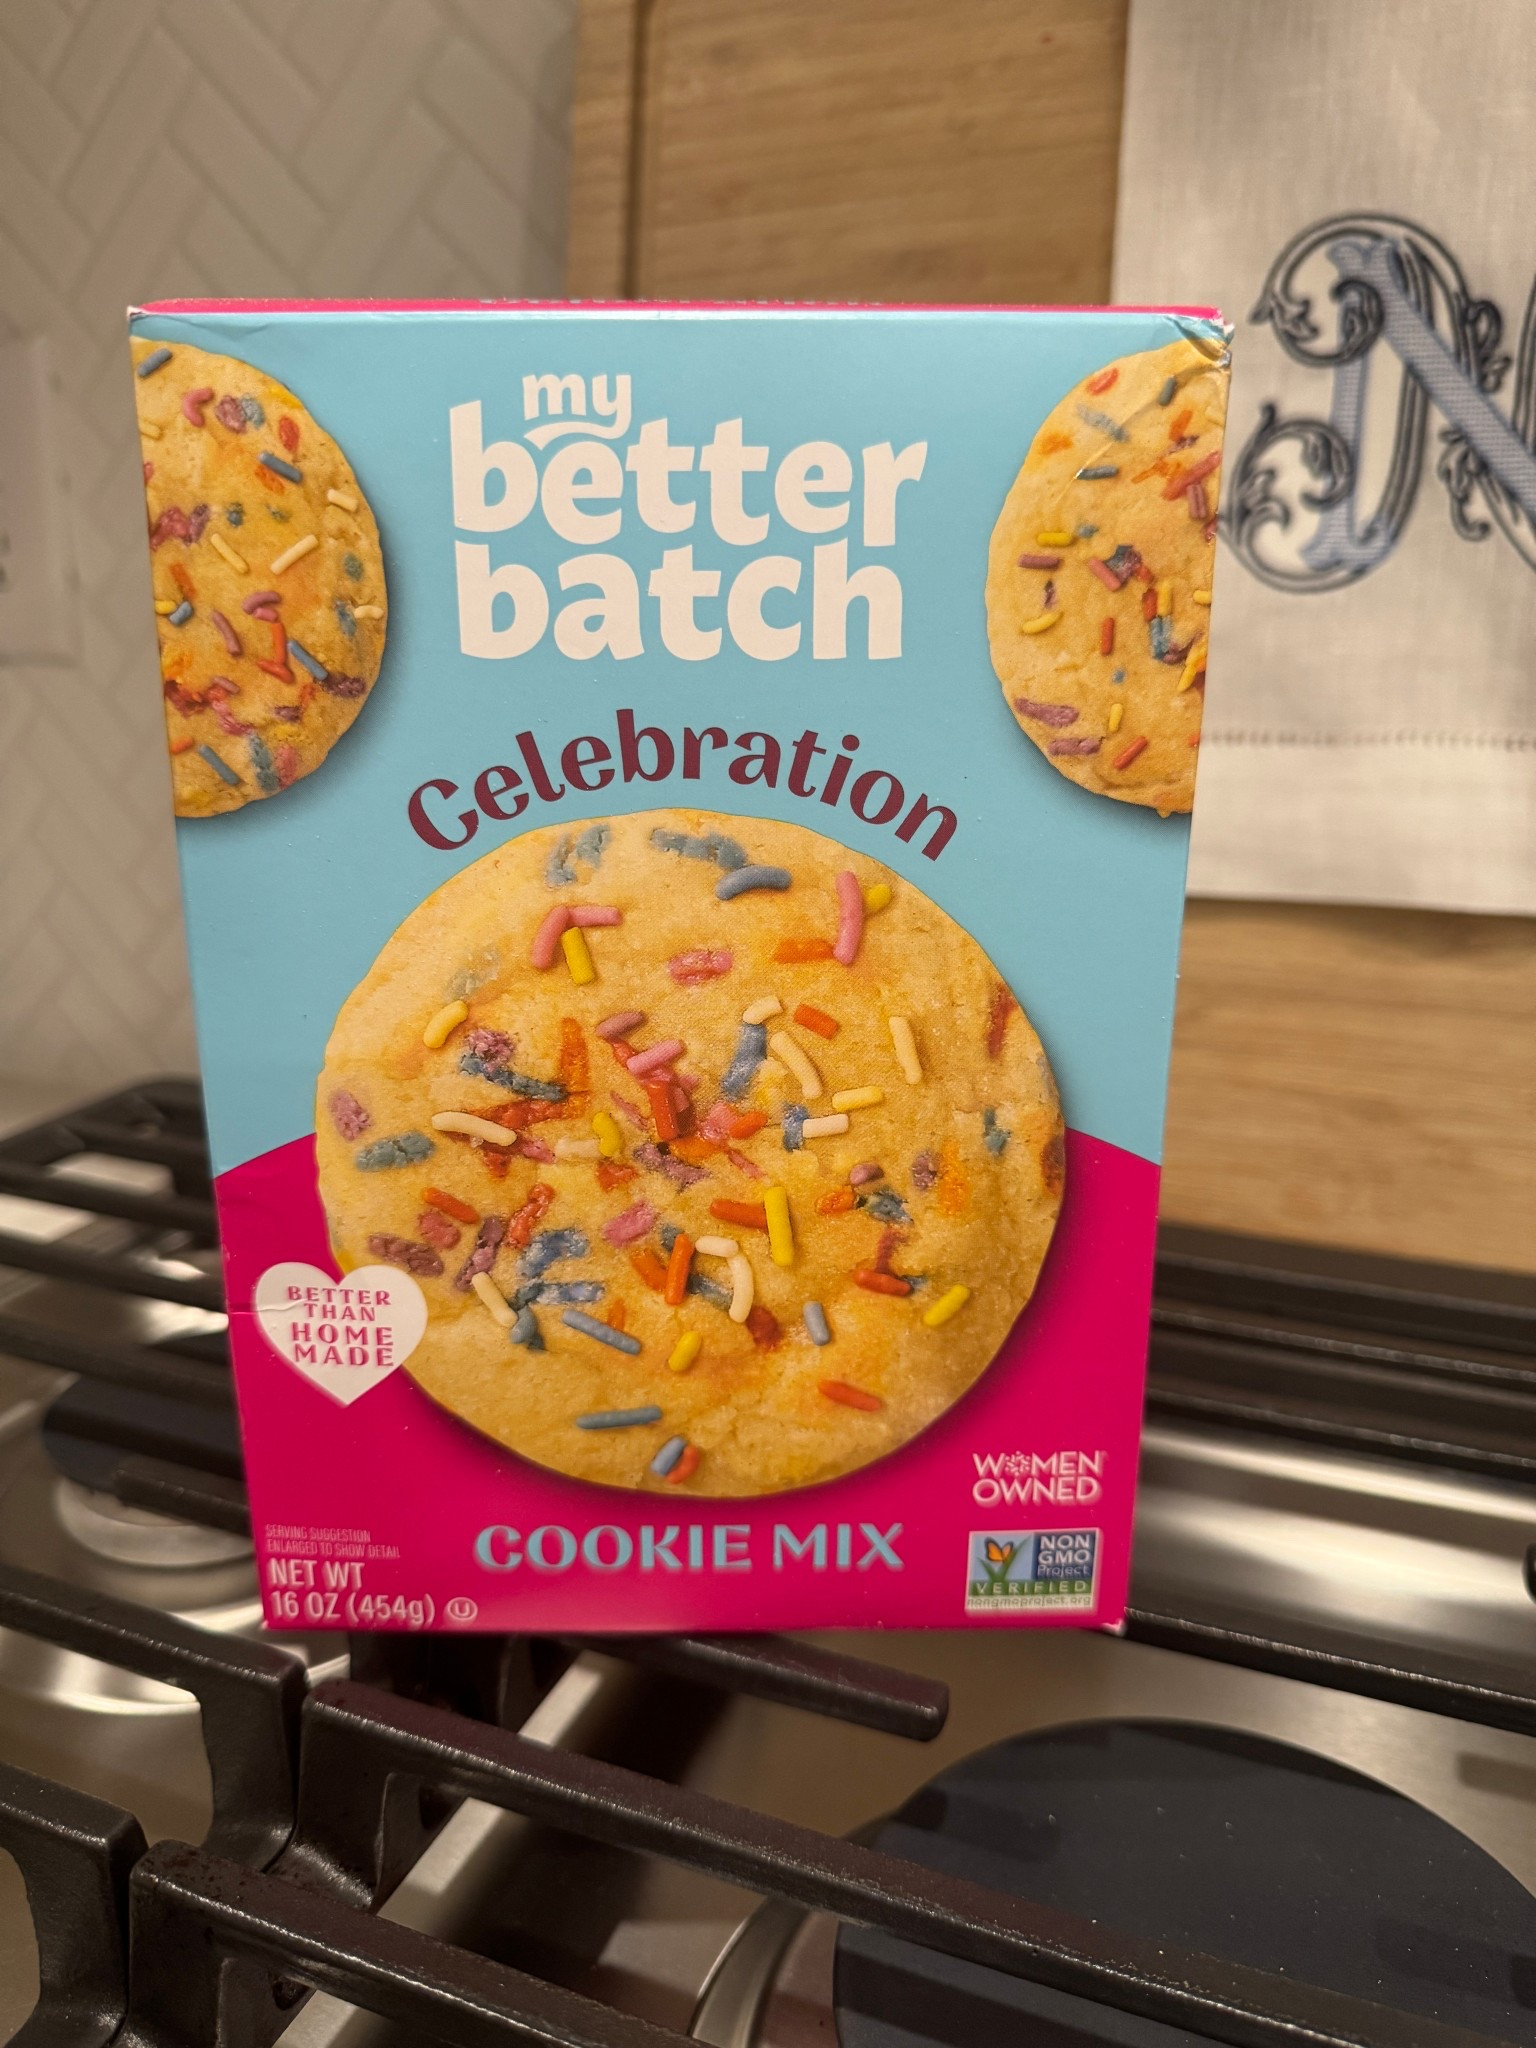 my
better
batch
Celebration
BETTER
THAN
HOME
MADE
WOMEN
OWNED
SERVING SUGGESTION
ENLARGED TO SHOW DETAIL
NET WT
16 OZ (454g) U
COOKIE MIX
NON
GMO
Project
VERIFIED
nongmoproject.org
N